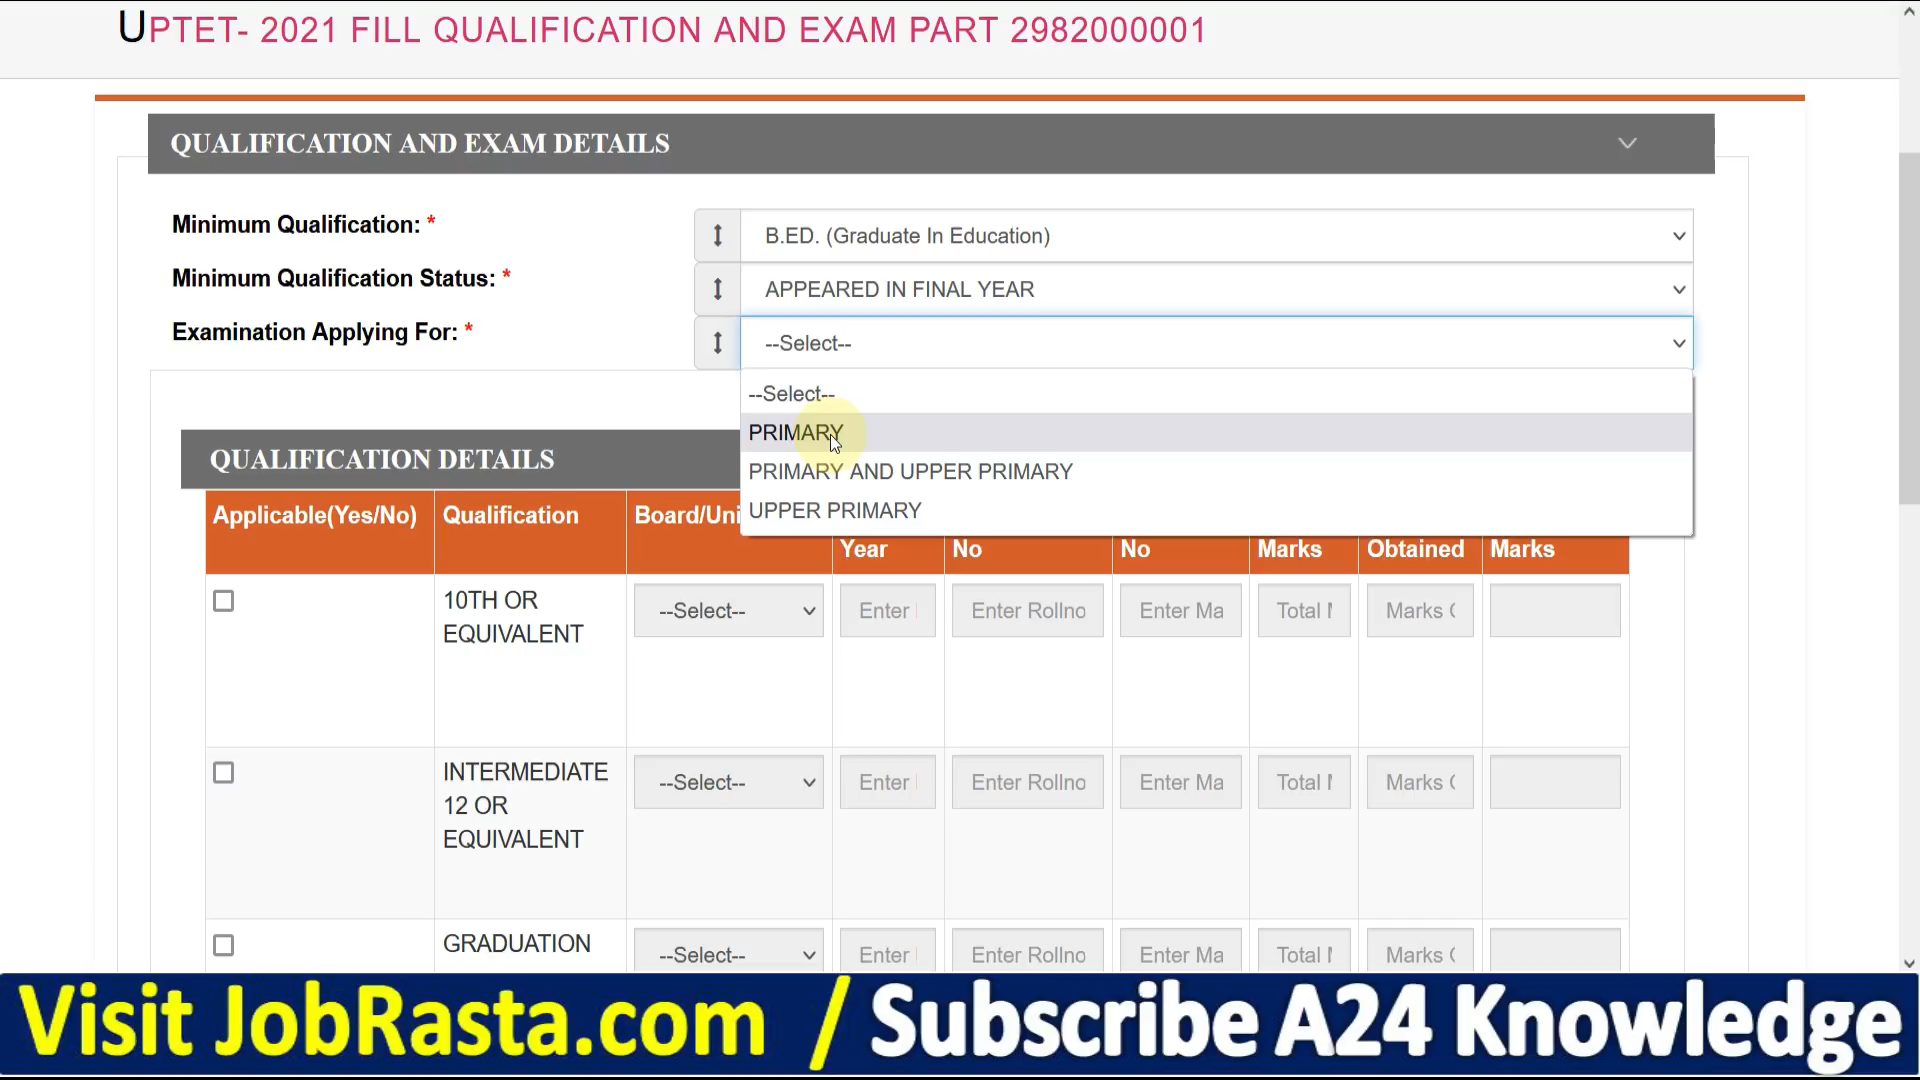 UPTET- 2021 FILL QUALIFICATION AND EXAM PART 2982000001
QUALIFICATION AND EXAM DETAILS
Minimum Qualification: *
B.ED. (Graduate In Education)
Minimum Qualification Status: *
APPEARED IN FINAL YEAR
Examination Applying For: *
--Select--
--Select--
PRIMARY
PRIMARY AND UPPER PRIMARY
UPPER PRIMARY
QUALIFICATION DETAILS
Applicable(Yes/No) Qualification Board/Uni
Year No No Marks Obtained Marks
10TH OR
EQUIVALENT
--Select-- Enter Enter Rollno Enter Ma Total Marks
INTERMEDIATE
12 OR
EQUIVALENT
--Select-- Enter Enter Rollno Enter Ma Total Marks
GRADUATION
--Select-- Enter Enter Rollno Enter Ma Total Marks
Visit JobRasta.com / Subscribe A24 Knowledge